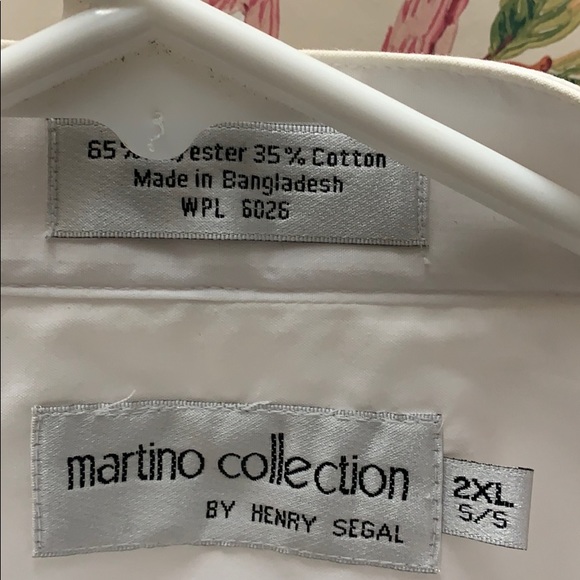 65% 35% Cotton
Made in Bangladesh
WPL 6026
martino collection
BY HENRY SEGAL
2XL
5/5